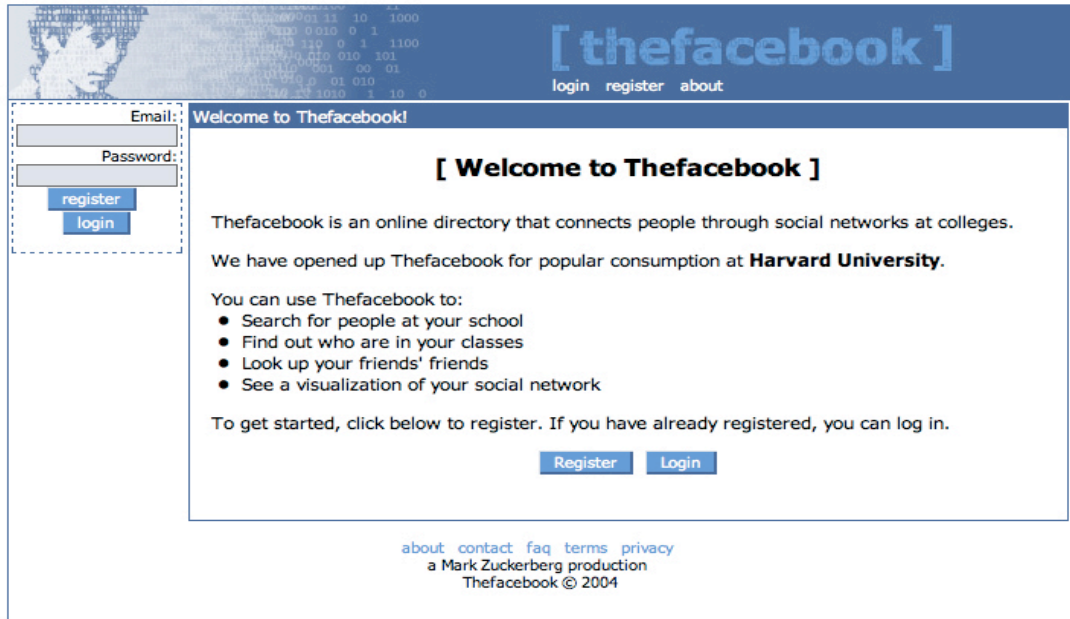 [ thefacebook ]
login register about
Email:
Password:
register
login
Welcome to Thefacebook!
[ Welcome to Thefacebook ]
Thefacebook is an online directory that connects people through social networks at colleges.
We have opened up Thefacebook for popular consumption at Harvard University.
You can use Thefacebook to:
● Search for people at your school
● Find out who are in your classes
● Look up your friends' friends
● See a visualization of your social network
To get started, click below to register. If you have already registered, you can log in.
Register Login
about contact faq terms privacy
a Mark Zuckerberg production
Thefacebook © 2004